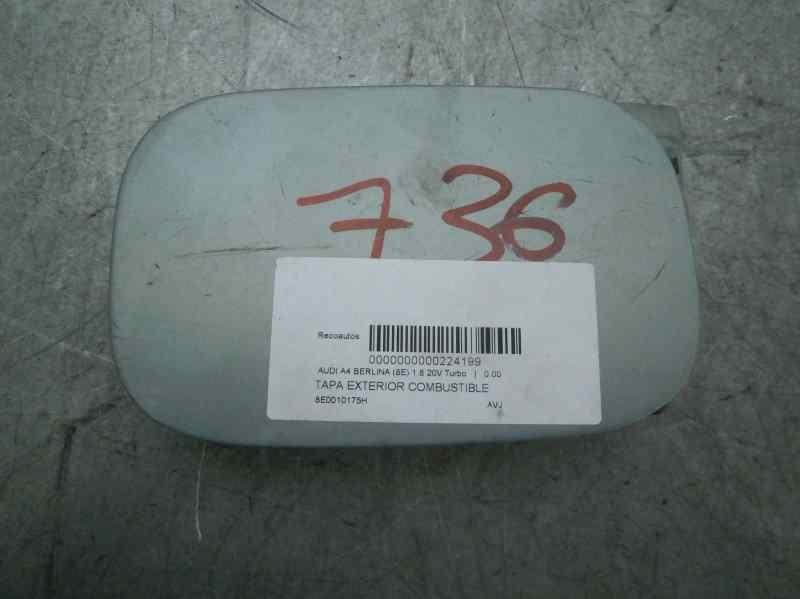 736
Recoautos
0000000000224199
AUDI A4 BERLINA (8E) 1.8 20V Turbo | 0.00
TAPA EXTERIOR COMBUSTIBLE
8E0010175H AVJ